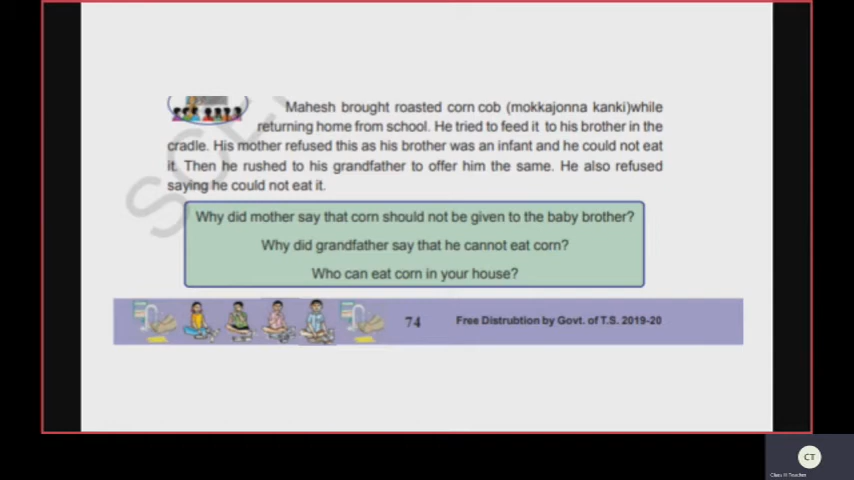 Mahesh brought roasted corn cob (mokkajonna kanki)while
returning home from school. He tried to feed it to his brother in the
cradle. His mother refused this as his brother was an infant and he could not eat
it. Then he rushed to his grandfather to offer him the same. He also refused
saying he could not eat it.
Why did mother say that corn should not be given to the baby brother?
Why did grandfather say that he cannot eat corn?
Who can eat corn in your house?
74 Free Distrubtion by Govt. of T.S. 2019-20
CT